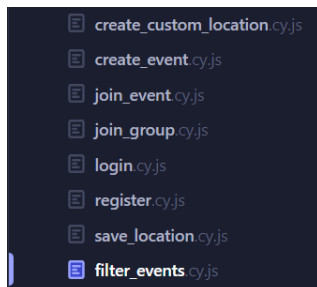 create_custom_location.cy.js
create_event.cy.js
join_event.cy.js
join_group.cy.js
login.cy.js
register.cy.js
save_location.cy.js
filter_events.cy.js